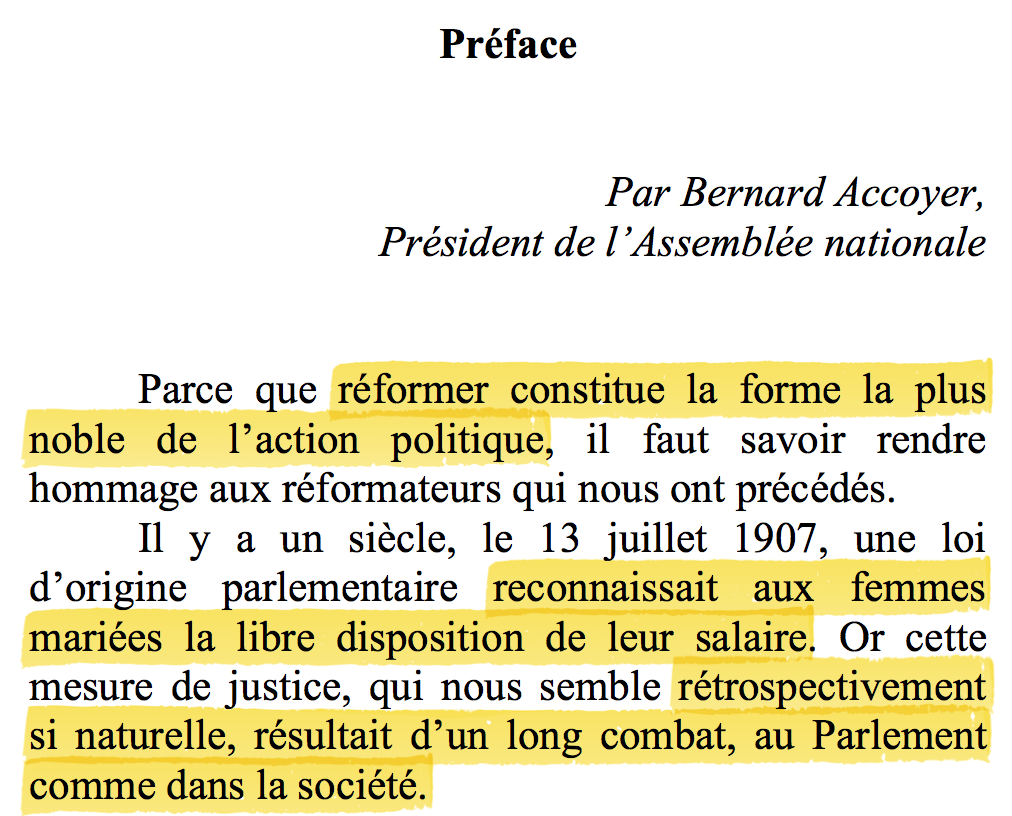 Préface
Par Bernard Accoyer,
Président de l’Assemblée nationale
Parce que réformer constitue la forme la plus
noble de l’action politique, il faut savoir rendre
hommage aux réformateurs qui nous ont précédés.
Il y a un siècle, le 13 juillet 1907, une loi
d’origine parlementaire reconnaissait aux femmes
mariées la libre disposition de leur salaire. Or cette
mesure de justice, qui nous semble rétrospectivement
si naturelle, résultait d’un long combat, au Parlement
comme dans la société.